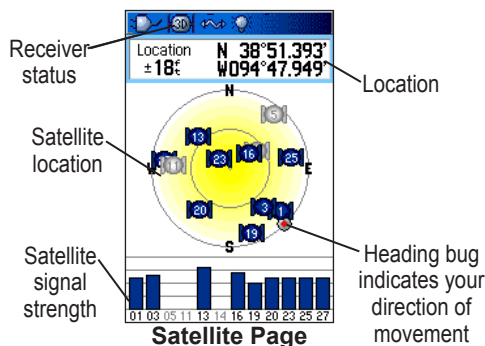 3D
Receiver
status
Location
± 18 ft
N 38°51.393'
W094°47.949'
Location
N
5
13
16
23
11
25
W
E
Satellite
location
20
3
1
19
S
Satellite
signal
strength
Heading bug
indicates your
direction of
movement
01 03 05 11 13 14 16 19 20 23 25 27
Satellite Page